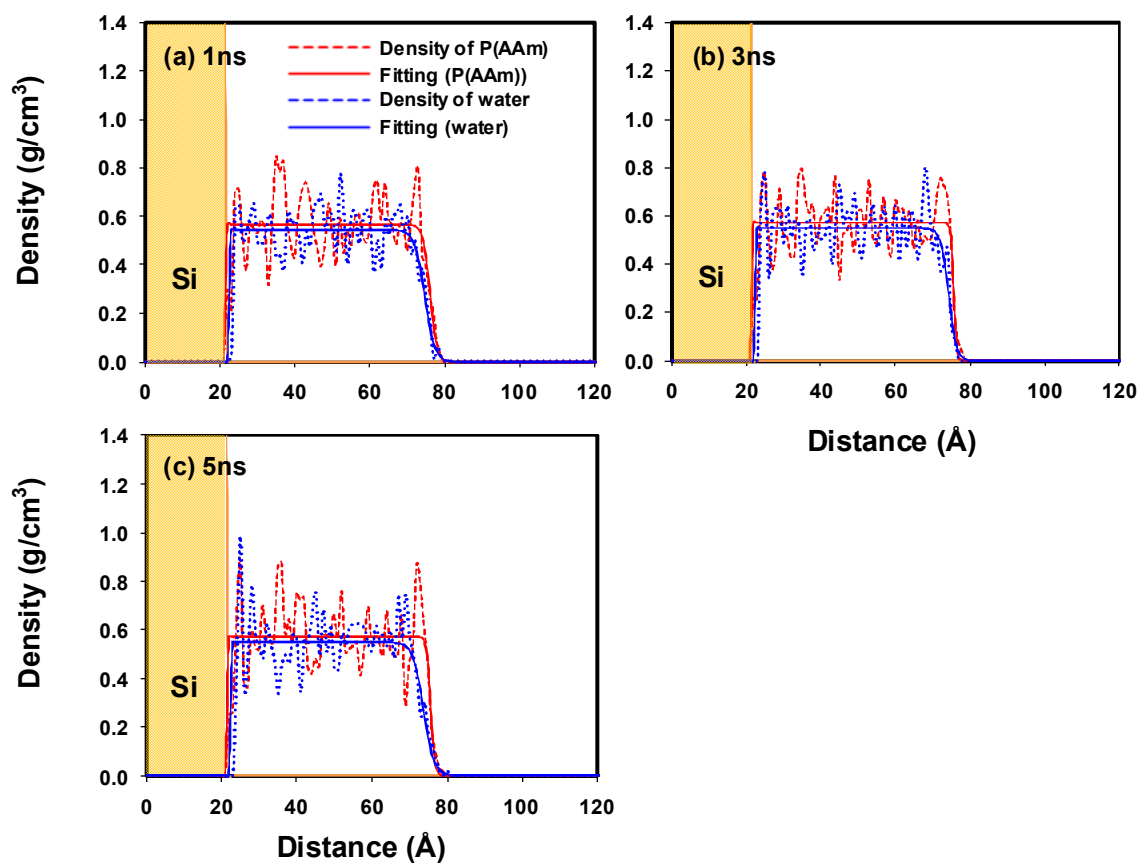 Density (g/cm3)
1.4
1.2
1.0
0.8
0.6
0.4
0.2
0.0
(a) 1ns
Density of P(AAm)
Fitting (P(AAm))
Density of water
Fitting (water)
Si
0 20 40 60 80 100 120
1.4
1.2
1.0
0.8
0.6
0.4
0.2
0.0
(b) 3ns
Si
0 20 40 60 80 100 120
Distance (Å)
Density (g/cm3)
1.4
1.2
1.0
0.8
0.6
0.4
0.2
0.0
(c) 5ns
Si
0 20 40 60 80 100 120
Distance (Å)